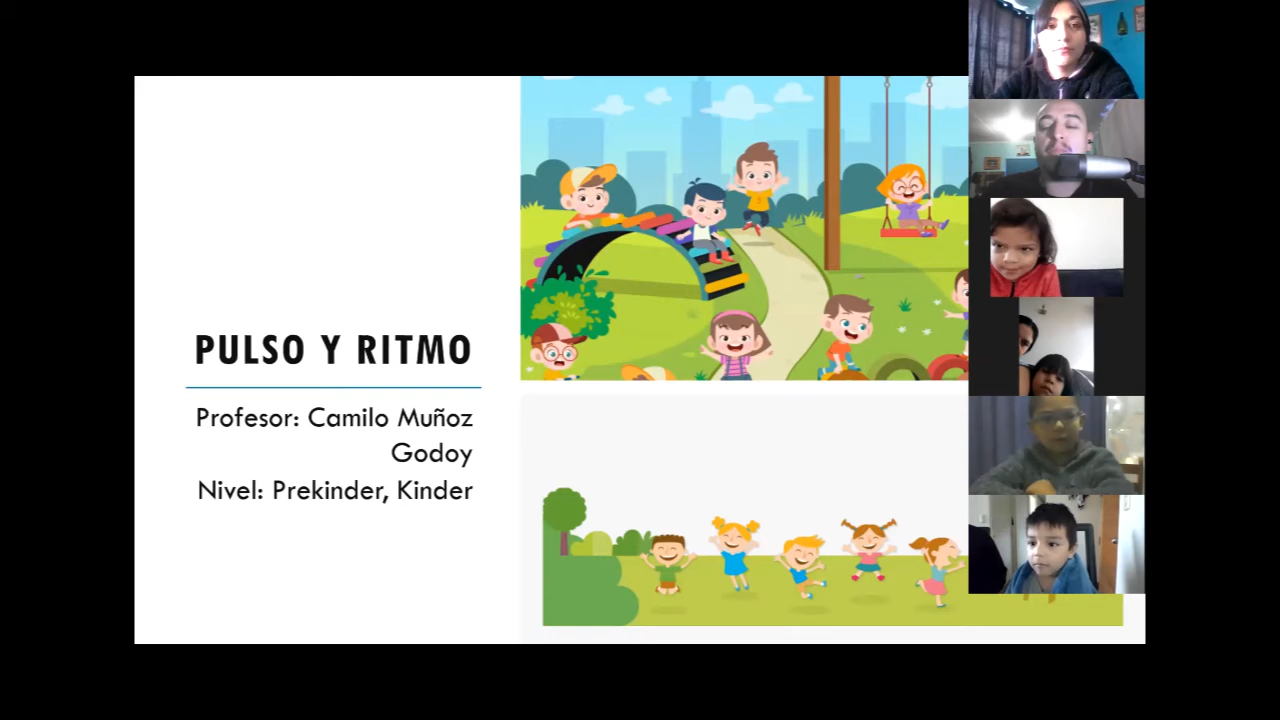 PULSO Y RITMO
Profesor: Camilo Muñoz
Godoy
Nivel: Prekinder, Kinder